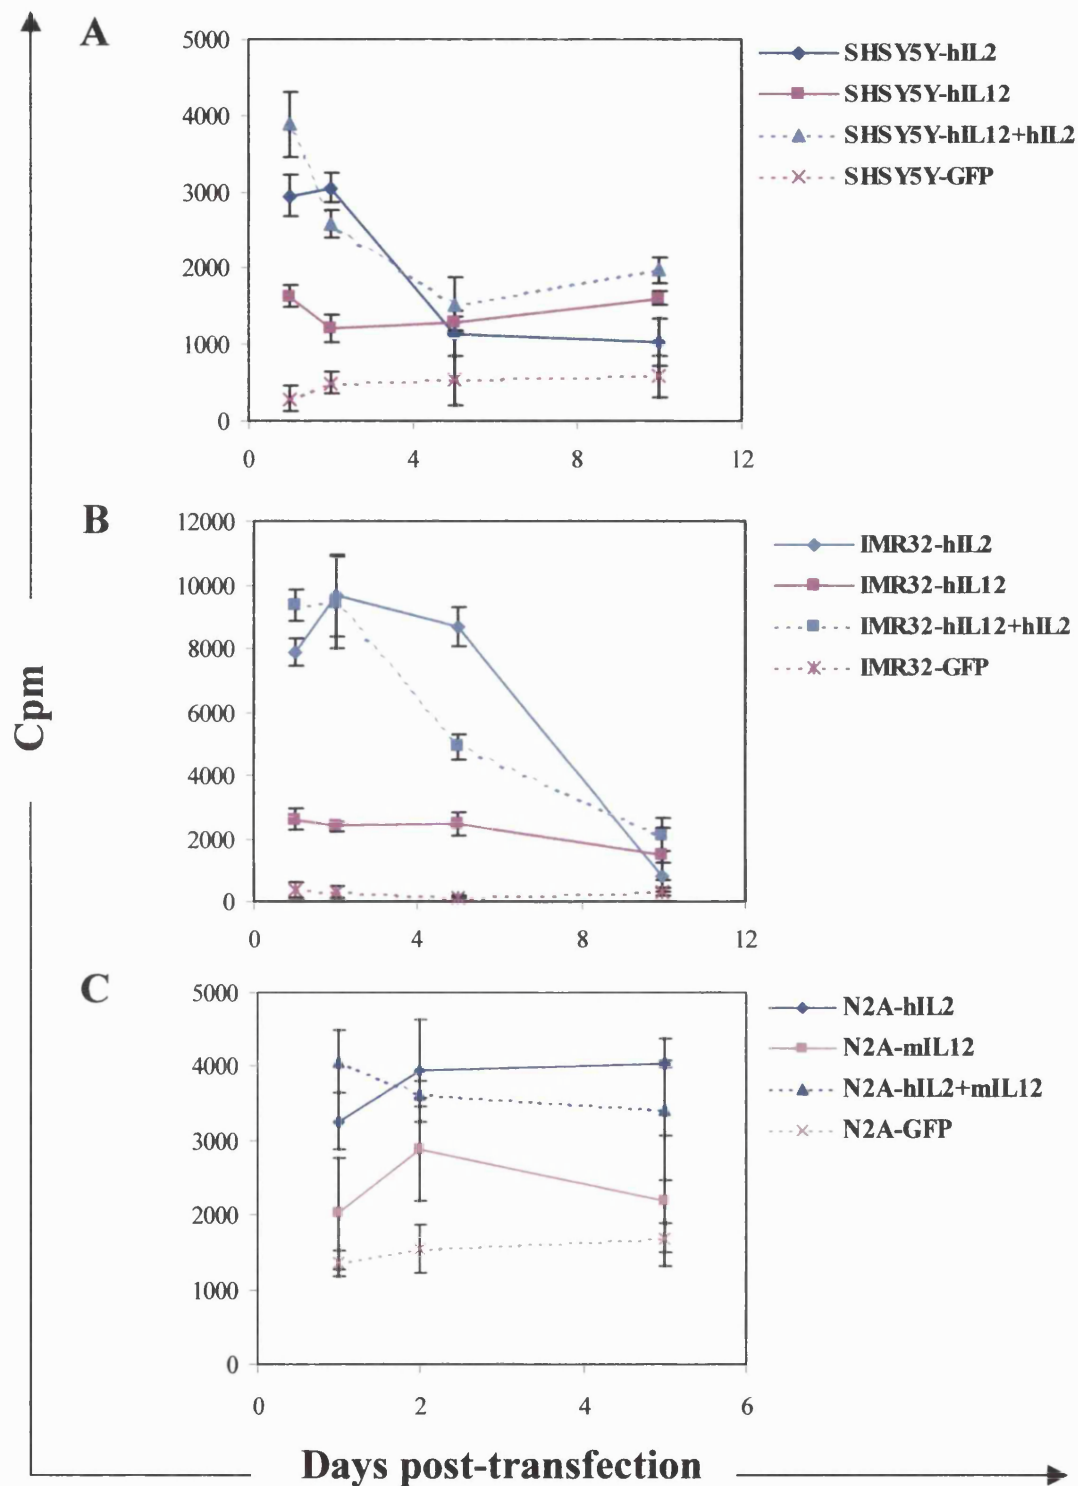 A
5000
4000
3000
2000
1000
0
0 4 8 12
SHSY5Y-hIL2
SHSY5Y-hIL12
SHSY5Y-hIL12+hIL2
SHSY5Y-GFP
B
12000
10000
8000
6000
4000
2000
0
0 4 8 12
IMR32-hIL2
IMR32-hIL12
IMR32-hIL12+hIL2
IMR32-GFP
Cpm
C
5000
4000
3000
2000
1000
0
0 2 4 6
N2A-hIL2
N2A-mIL12
N2A-hIL2+mIL12
N2A-GFP
Days post-transfection